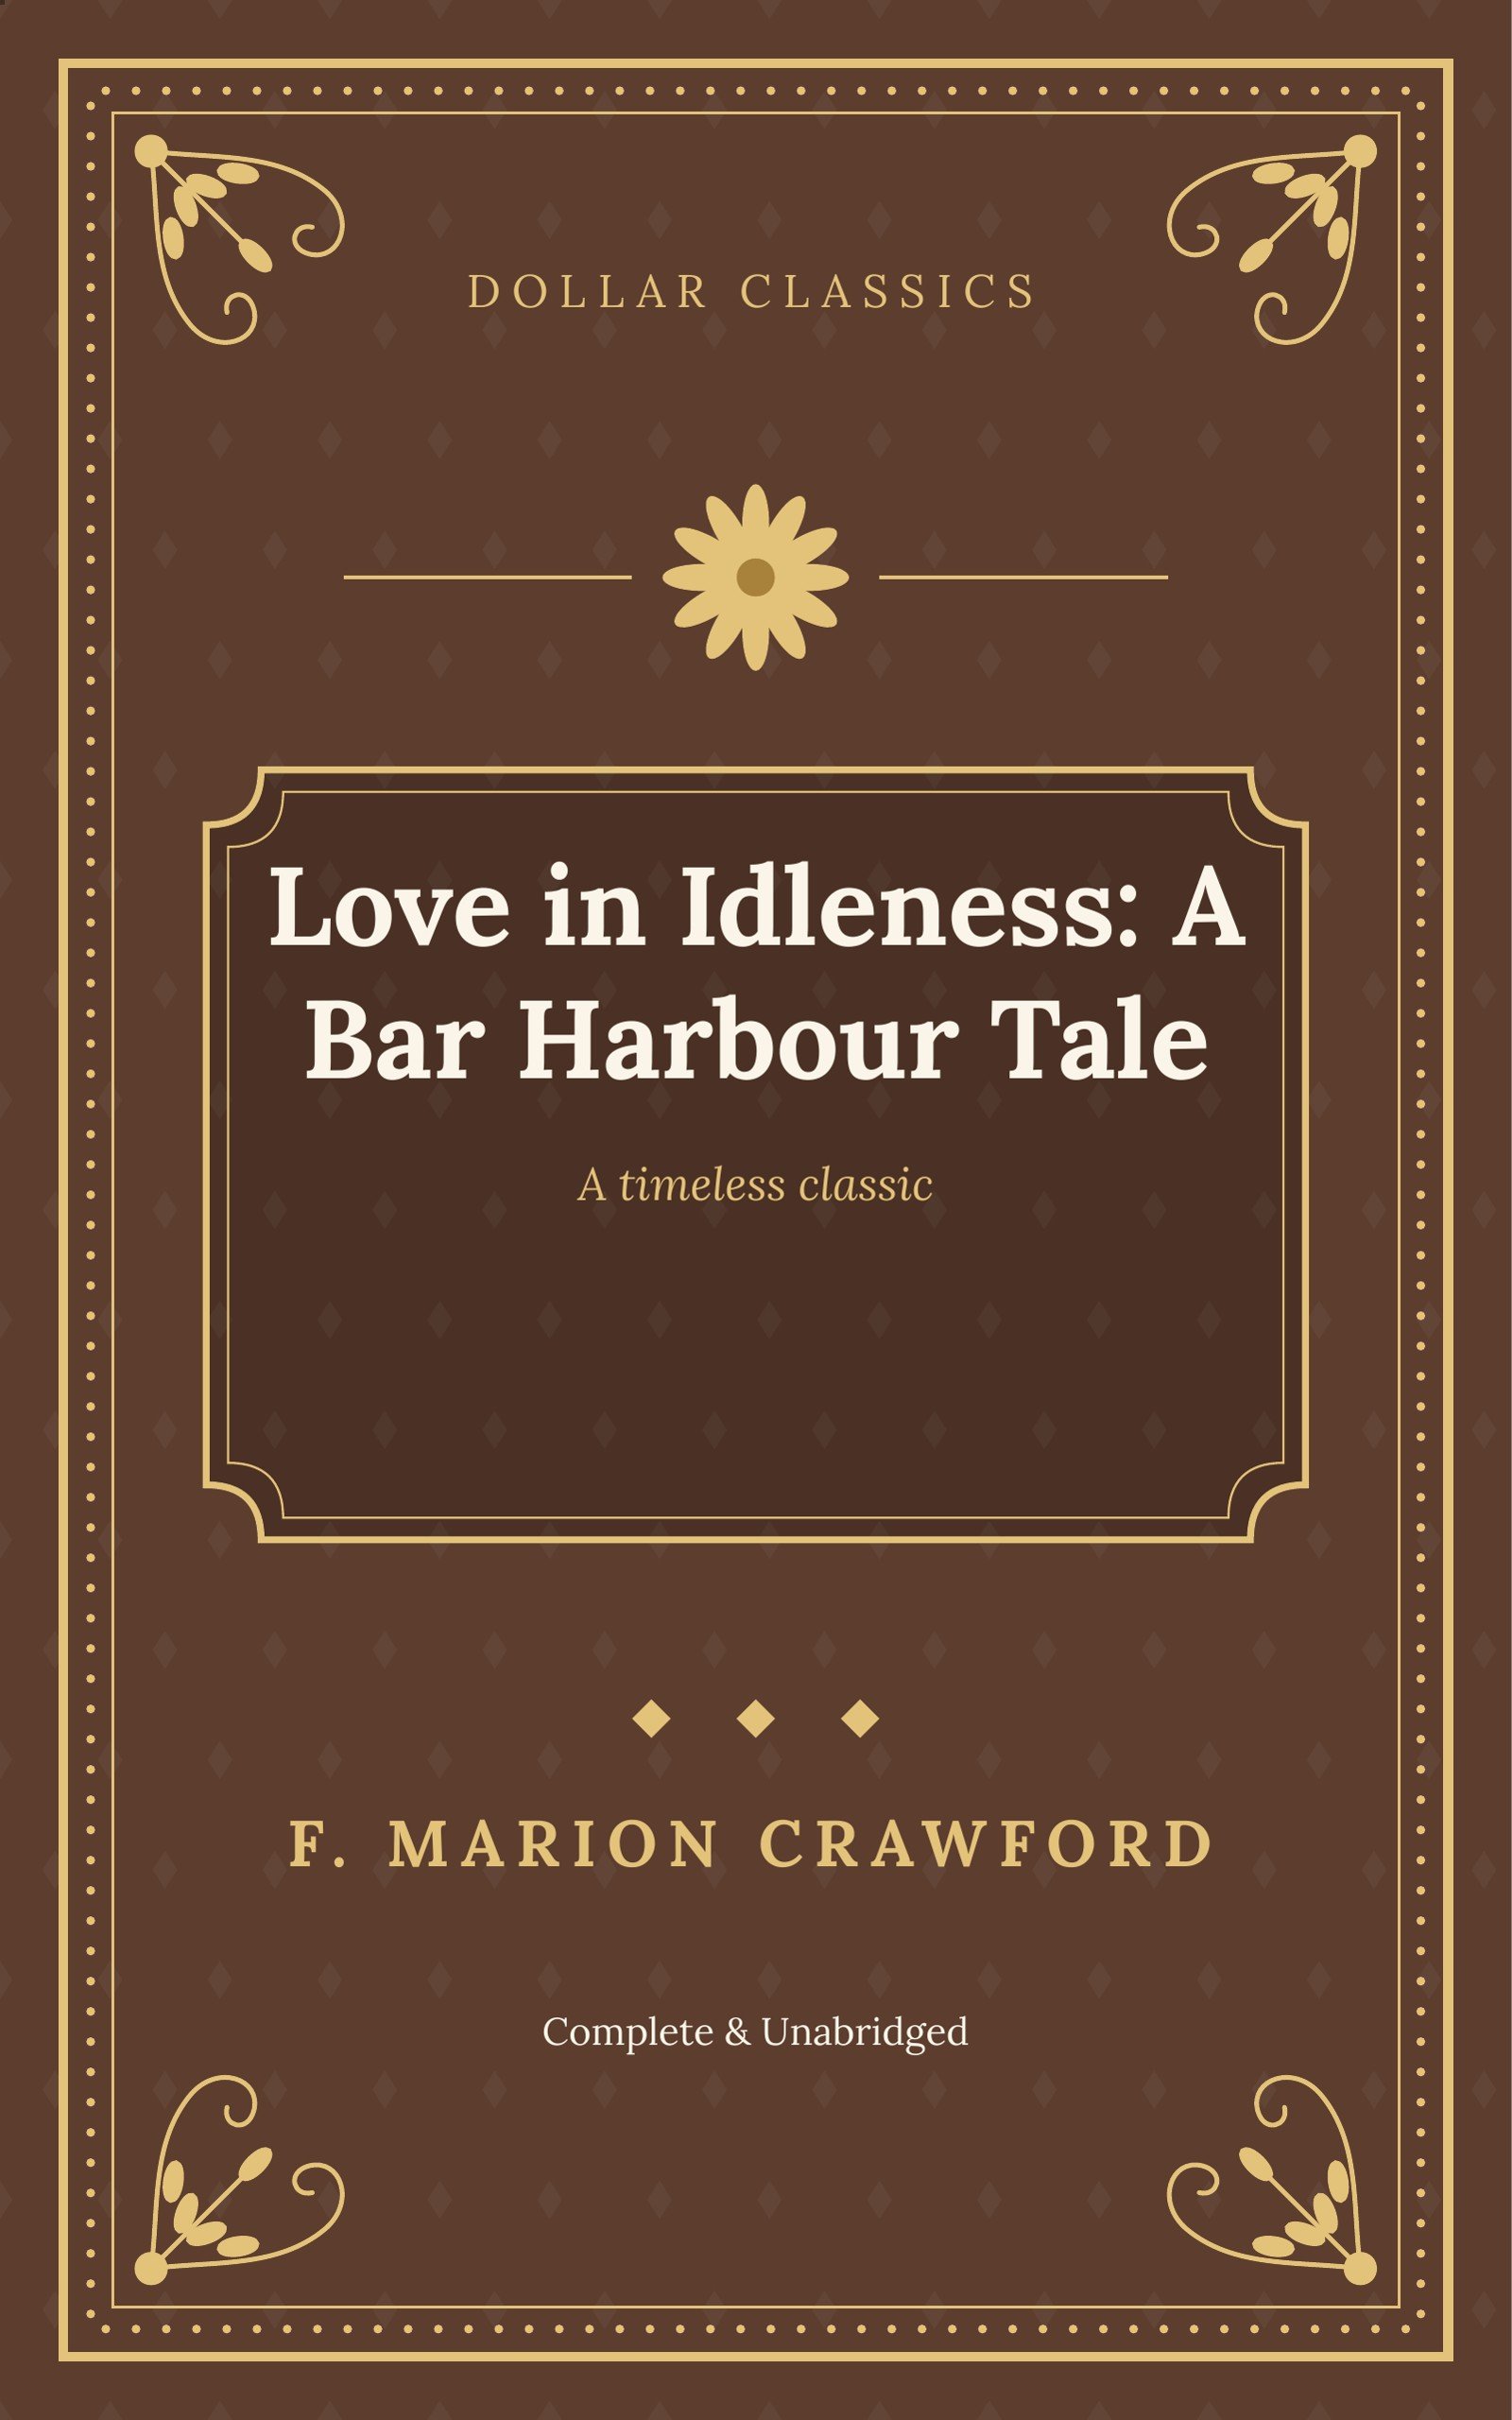 DOLLAR CLASSICS
Love in Idleness: A
Bar Harbour Tale
A timeless classic
F. MARION CRAWFORD
Complete & Unabridged